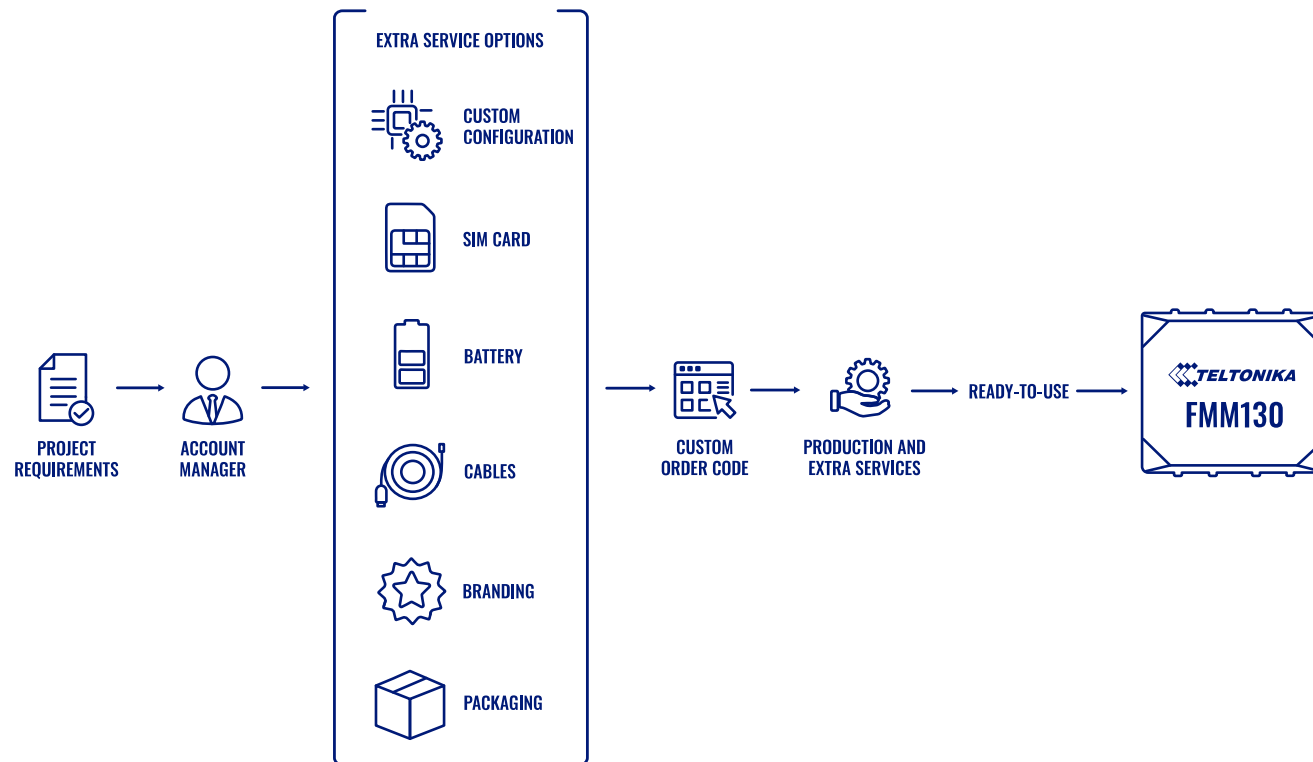 EXTRA SERVICE OPTIONS
CUSTOM
CONFIGURATION
SIM CARD
BATTERY
CABLES
BRANDING
PACKAGING
PROJECT
REQUIREMENTS
ACCOUNT
MANAGER
CUSTOM
ORDER CODE
PRODUCTION AND
EXTRA SERVICES
READY-TO-USE
TELTONIKA
FMM130